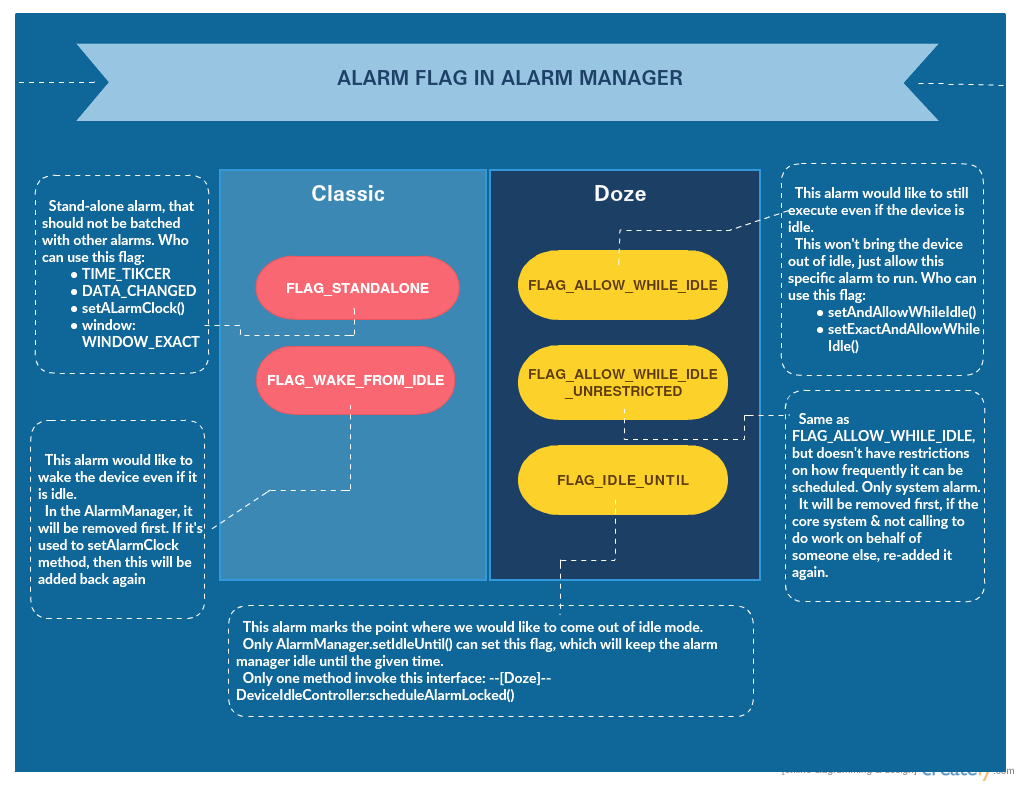 ALARM FLAG IN ALARM MANAGER
Stand-alone alarm, that
should not be batched
with other alarms. Who
can use this flag:
• TIME_TIKCER
• DATA_CHANGED
• setALarmClock()
• window:
WINDOW_EXACT
This alarm would like to
wake the device even if it
is idle.
In the AlarmManager, it
will be removed first. If it's
used to setAlarmClock
method, then this will be
added back again
Classic
FLAG_STANDALONE
FLAG_WAKE_FROM_IDLE
Doze
FLAG_ALLOW_WHILE_IDLE
FLAG_ALLOW_WHILE_IDLE
_UNRESTRICTED
FLAG_IDLE_UNTIL
This alarm would like to still
execute even if the device is
idle.
This won't bring the device
out of idle, just allow this
specific alarm to run. Who can
use this flag:
• setAndAllowWhileIdle()
• setExactAndAllowWhile
Idle()
Same as
FLAG_ALLOW_WHILE_IDLE,
but doesn't have restrictions
on how frequently it can be
scheduled. Only system alarm.
It will be removed first, if the
core system & not calling to
do work on behalf of
someone else, re-added it
again.
This alarm marks the point where we would like to come out of idle mode.
Only AlarmManager.setIdleUntil() can set this flag, which will keep the alarm
manager idle until the given time.
Only one method invoke this interface: --[Doze]--
DeviceIdleController:scheduleAlarmLocked()
.com